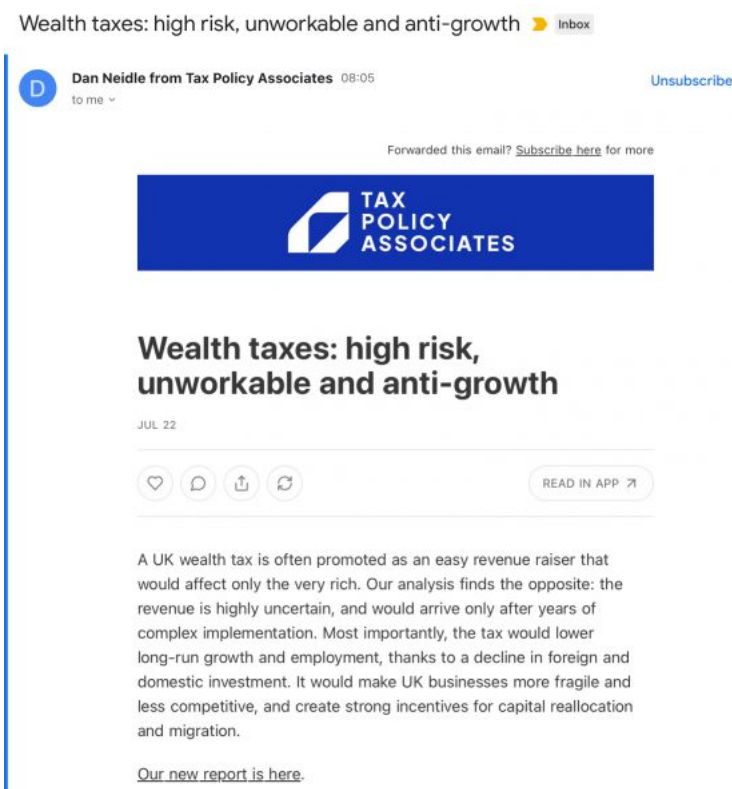 Wealth taxes: high risk, unworkable and anti-growth Inbox
D
Dan Neidle from Tax Policy Associates 08:05
Unsubscribe
to me
Forwarded this email? Subscribe here for more
TAX
POLICY
ASSOCIATES
Wealth taxes: high risk,
unworkable and anti-growth
JUL 22
READ IN APP
A UK wealth tax is often promoted as an easy revenue raiser that
would affect only the very rich. Our analysis finds the opposite: the
revenue is highly uncertain, and would arrive only after years of
complex implementation. Most importantly, the tax would lower
long-run growth and employment, thanks to a decline in foreign and
domestic investment. It would make UK businesses more fragile and
less competitive, and create strong incentives for capital reallocation
and migration.
Our new report is here.